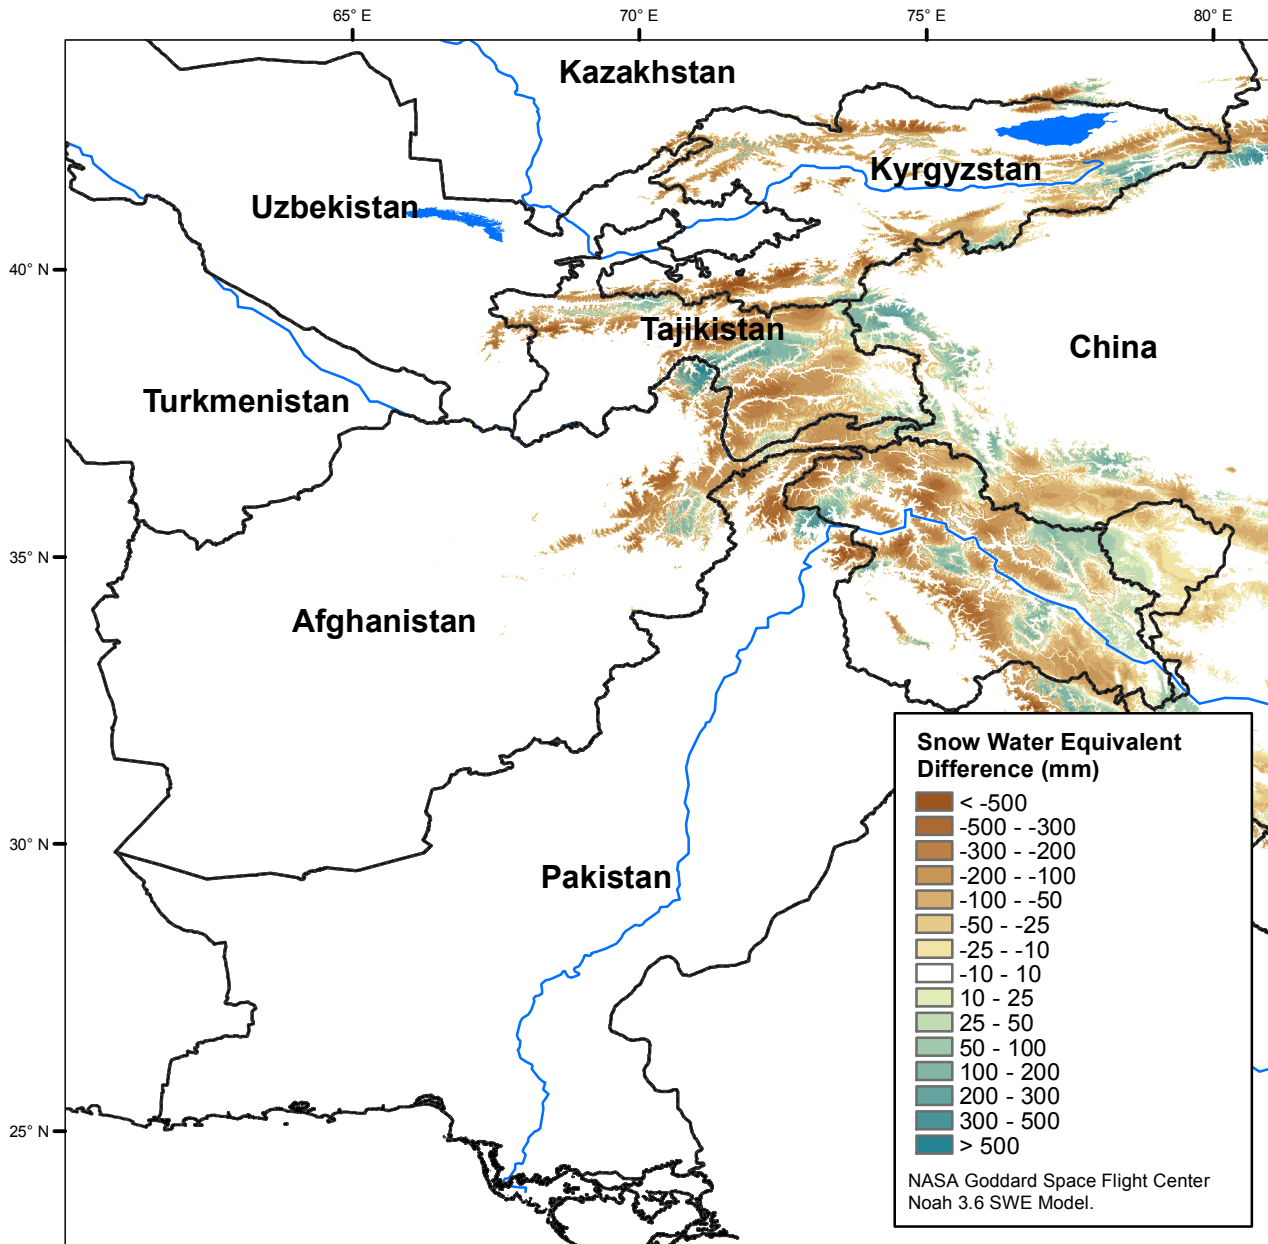 65° E
70° E
75° E
80° E
Kazakhstan
Kyrgyzstan
Uzbekistan
40° N
Tajikistan
China
Turkmenistan
35° N
Afghanistan
30° N
Pakistan
25° N
Snow Water Equivalent
Difference (mm)
< -500
-500 - -300
-300 - -200
-200 - -100
-100 - -50
-50 - -25
-25 - -10
-10 - 10
10 - 25
25 - 50
50 - 100
100 - 200
200 - 300
300 - 500
> 500
NASA Goddard Space Flight Center
Noah 3.6 SWE Model.